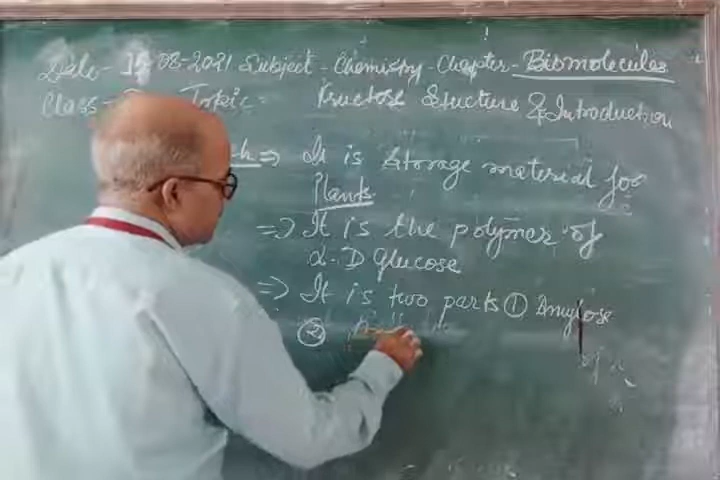 Date- 15-08-2021 Subject - Chemistry - Chapter - Biomolecules
Class- Topic = Fructose Structure & Introduction
h ⇒ It is storage material for
Plants
⇒ It is the polymer of
α-D Glucose
⇒ It is two parts ① Amylose
②